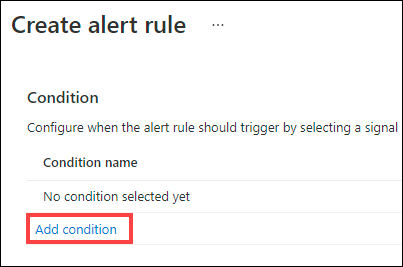 Create alert rule ...
Condition
Configure when the alert rule should trigger by selecting a signal
Condition name
No condition selected yet
Add condition